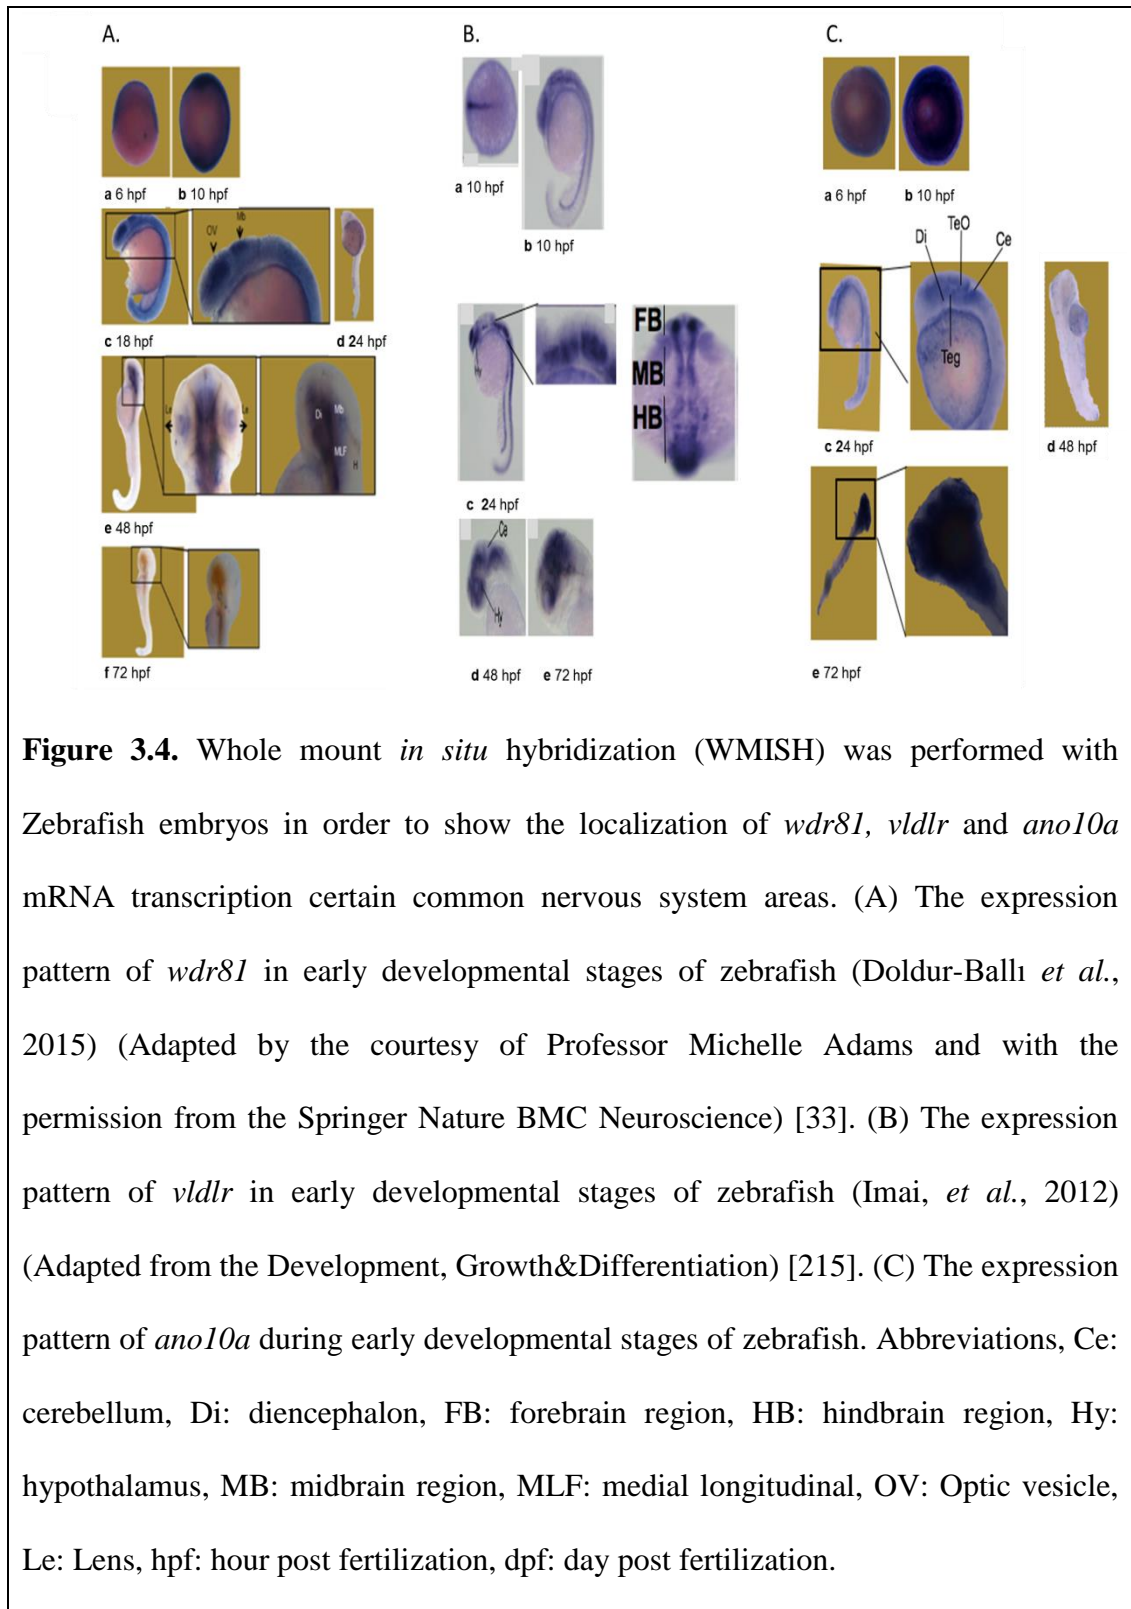 A.
B.
C.
a 6 hpf
b 10 hpf
OV
Mb
c 18 hpf
d 24 hpf
Le
Le
Di
Mb
MLF
H
e 48 hpf
f 72 hpf
a 10 hpf
b 10 hpf
Hy
FB
MB
HB
c 24 hpf
Ce
Hy
d 48 hpf
e 72 hpf
a 6 hpf
b 10 hpf
Di
TeO
Ce
Teg
c 24 hpf
d 48 hpf
e 72 hpf
Figure 3.4. Whole mount in situ hybridization (WMISH) was performed with
Zebrafish embryos in order to show the localization of wdr81, vldlr and ano10a
mRNA transcription certain common nervous system areas. (A) The expression
pattern of wdr81 in early developmental stages of zebrafish (Doldur-Ballı et al.,
2015) (Adapted by the courtesy of Professor Michelle Adams and with the
permission from the Springer Nature BMC Neuroscience) [33]. (B) The expression
pattern of vldlr in early developmental stages of zebrafish (Imai, et al., 2012)
(Adapted from the Development, Growth&Differentiation) [215]. (C) The expression
pattern of ano10a during early developmental stages of zebrafish. Abbreviations, Ce:
cerebellum, Di: diencephalon, FB: forebrain region, HB: hindbrain region, Hy:
hypothalamus, MB: midbrain region, MLF: medial longitudinal, OV: Optic vesicle,
Le: Lens, hpf: hour post fertilization, dpf: day post fertilization.